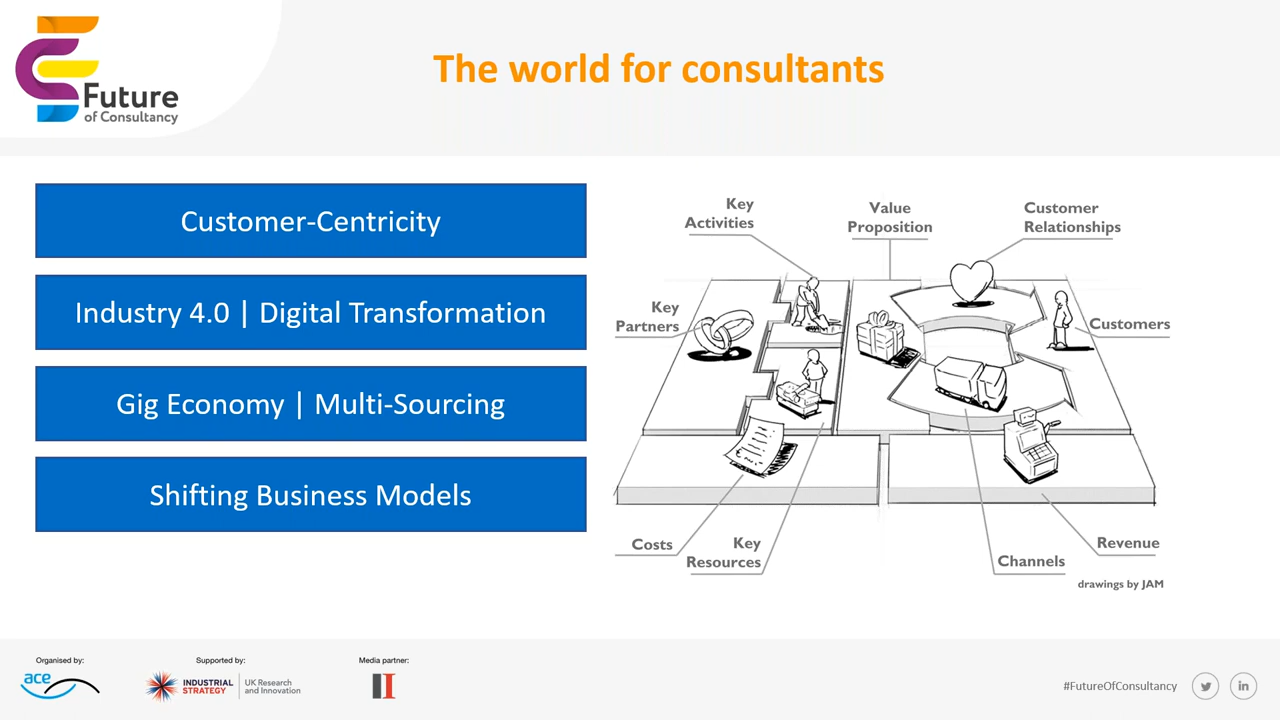 Future
of Consultancy
The world for consultants
Customer-Centricity
Industry 4.0 | Digital Transformation
Gig Economy | Multi-Sourcing
Shifting Business Models
Key
Activities
Value
Proposition
Customer
Relationships
Key
Partners
Customers
Costs
Key
Resources
Channels
Revenue
drawings by JAM
Organised by:
ace
Supported by:
INDUSTRIAL
STRATEGY
UK Research
and Innovation
Media partner:
#FutureOfConsultancy
in